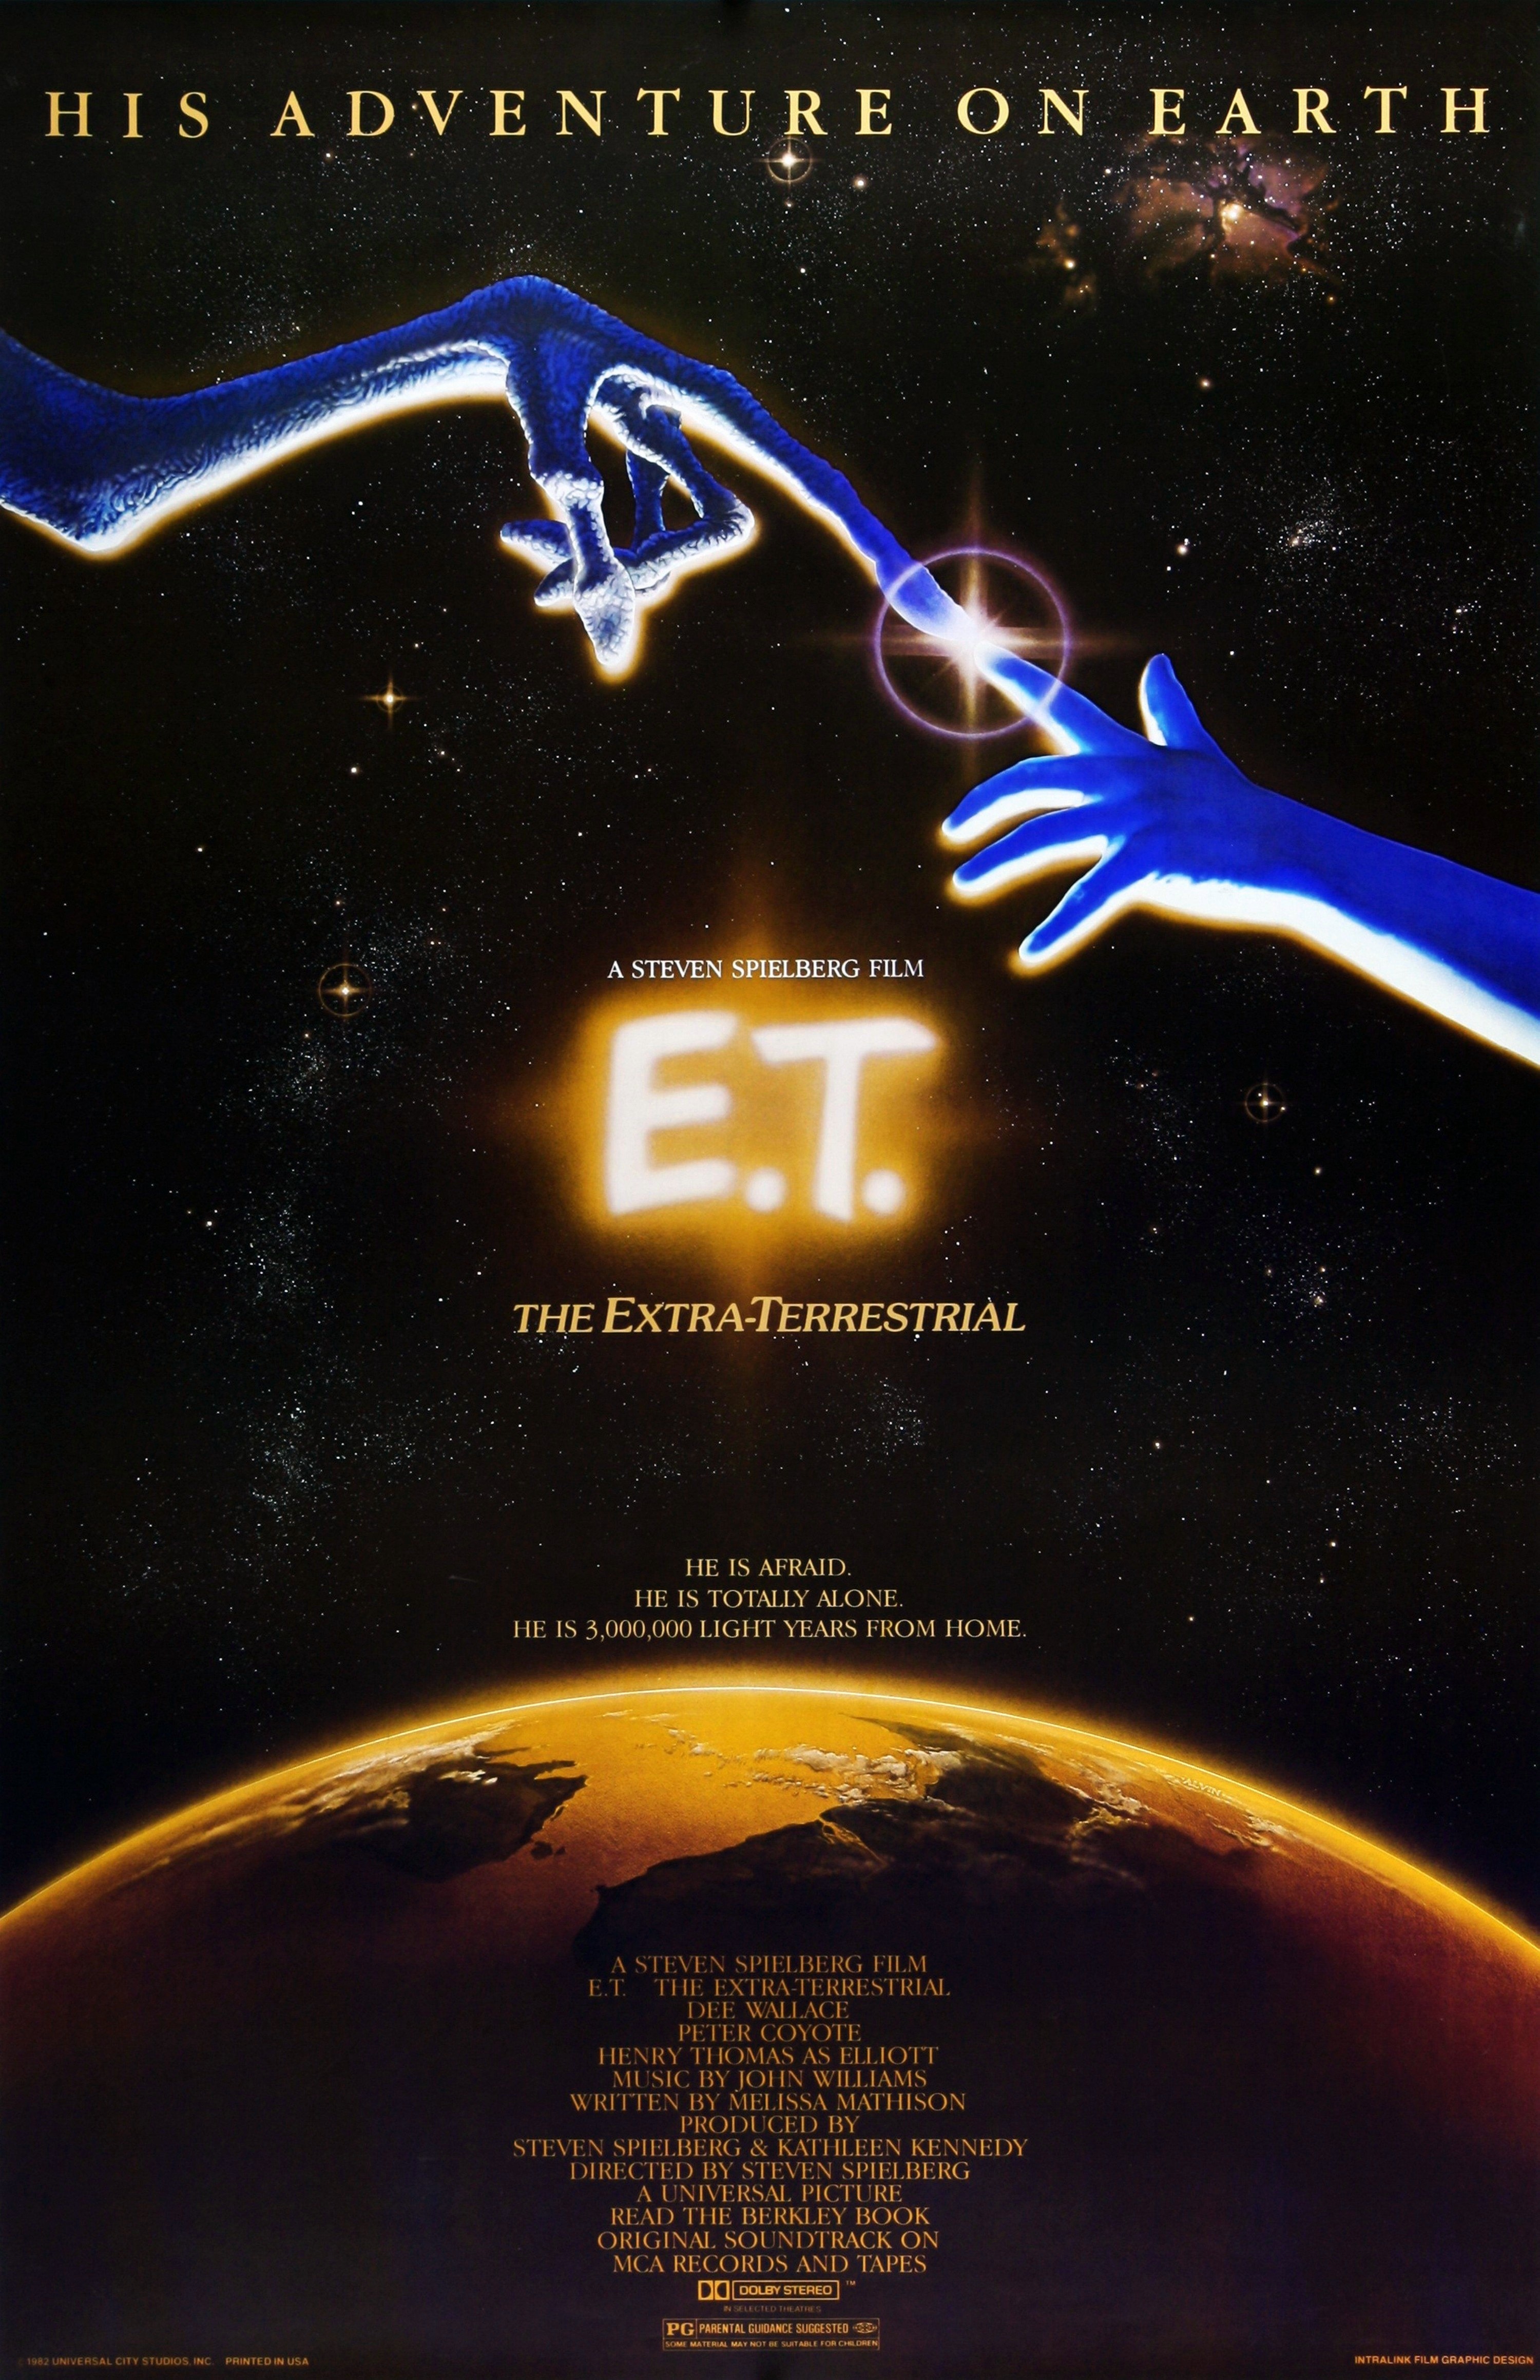 HIS ADVENTURE ON EARTH
A STEVEN SPIELBERG FILM
E.T.
THE EXTRA-TERRESTRIAL
HE IS AFRAID.
HE IS TOTALLY ALONE.
HE IS 3,000,000 LIGHT YEARS FROM HOME.
ALVIN
A STEVEN SPIELBERG FILM
E.T. THE EXTRA-TERRESTRIAL
DEE WALLACE
PETER COYOTE
HENRY THOMAS AS ELLIOTT
MUSIC BY JOHN WILLIAMS
WRITTEN BY MELISSA MATHISON
PRODUCED BY
STEVEN SPIELBERG & KATHLEEN KENNEDY
DIRECTED BY STEVEN SPIELBERG
A UNIVERSAL PICTURE
READ THE BERKLEY BOOK
ORIGINAL SOUNDTRACK ON
MCA RECORDS AND TAPES
DOLBY STEREO ™
IN SELECTED THEATRES
PG PARENTAL GUIDANCE SUGGESTED
SOME MATERIAL MAY NOT BE SUITABLE FOR CHILDREN
© 1982 UNIVERSAL CITY STUDIOS, INC. PRINTED IN USA
INTRALINK FILM GRAPHIC DESIGN